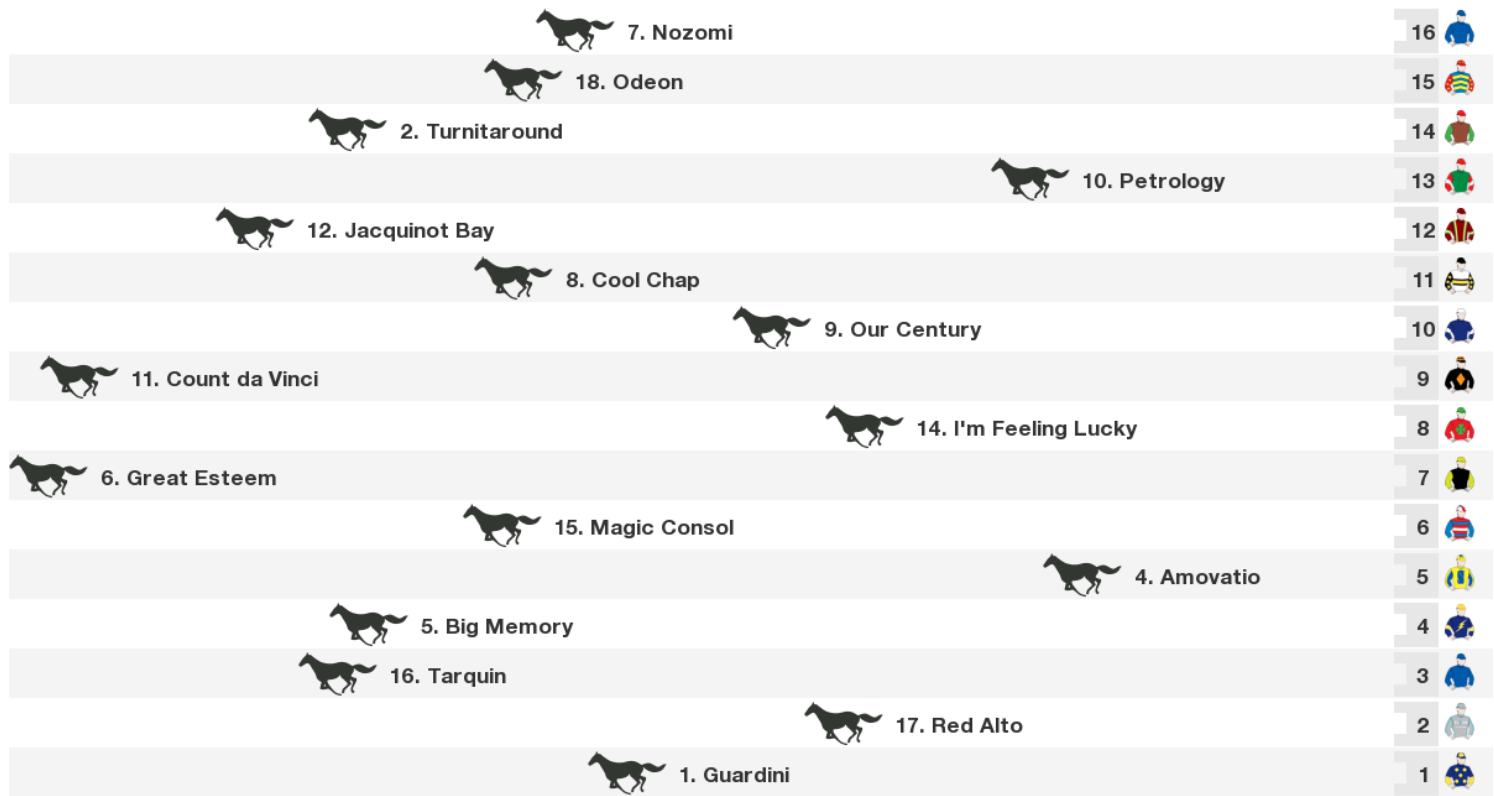 7. Nozomi 16
18. Odeon 15
2. Turnitaround 14
10. Petrology 13
12. Jacquinot Bay 12
8. Cool Chap 11
9. Our Century 10
11. Count da Vinci 9
14. I'm Feeling Lucky 8
6. Great Esteem 7
15. Magic Consol 6
4. Amovatio 5
5. Big Memory 4
16. Tarquin 3
17. Red Alto 2
1. Guardini 1